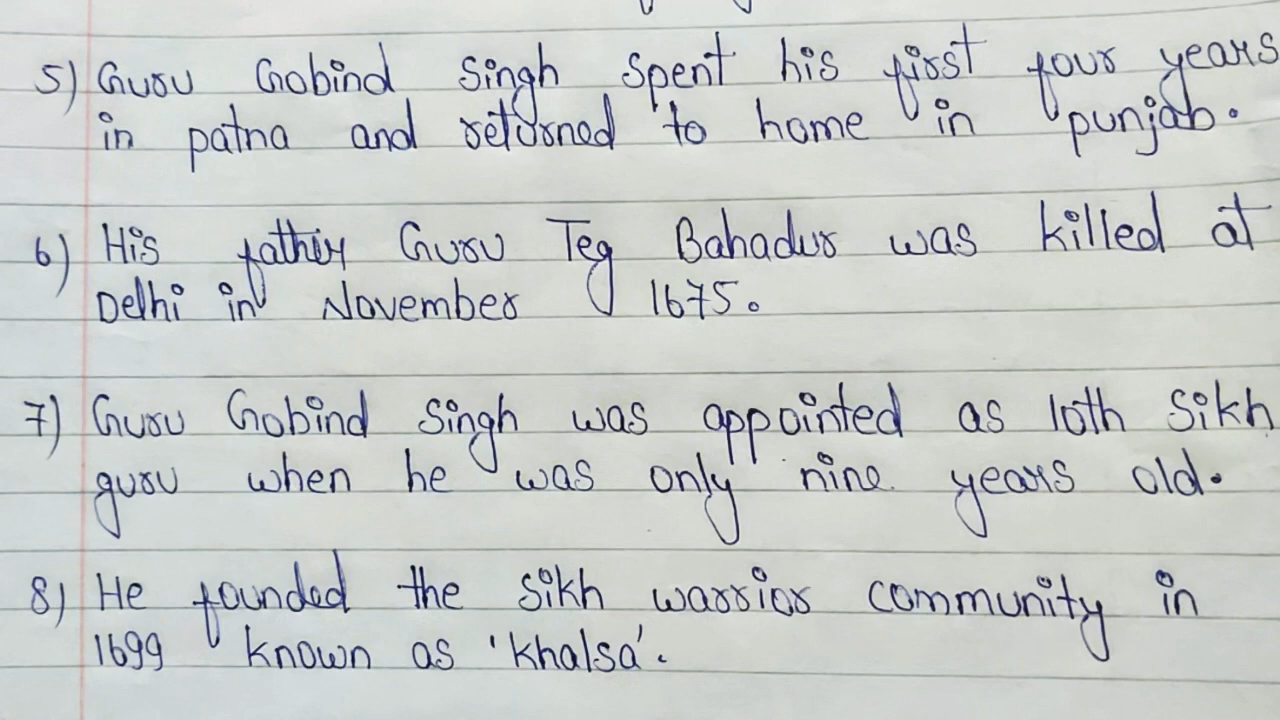 5) Guru Gobind Singh Spent his first four years
in patna and returned to home in punjab.
6) His father Guru Teg Bahadur was killed at
Delhi in November 1675.
7) Guru Gobind Singh was appointed as 10th Sikh
guru when he was only nine years old.
8) He founded the Sikh warrior community in
1699 known as 'Khalsa'.